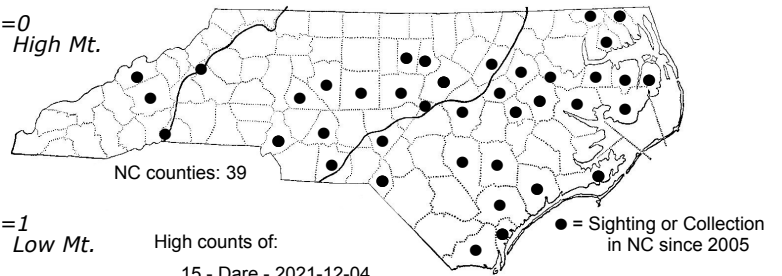 =0
High Mt.
NC counties: 39
=1
Low Mt.
High counts of:
15 - Dare - 2021-12-04
● = Sighting or Collection
in NC since 2005